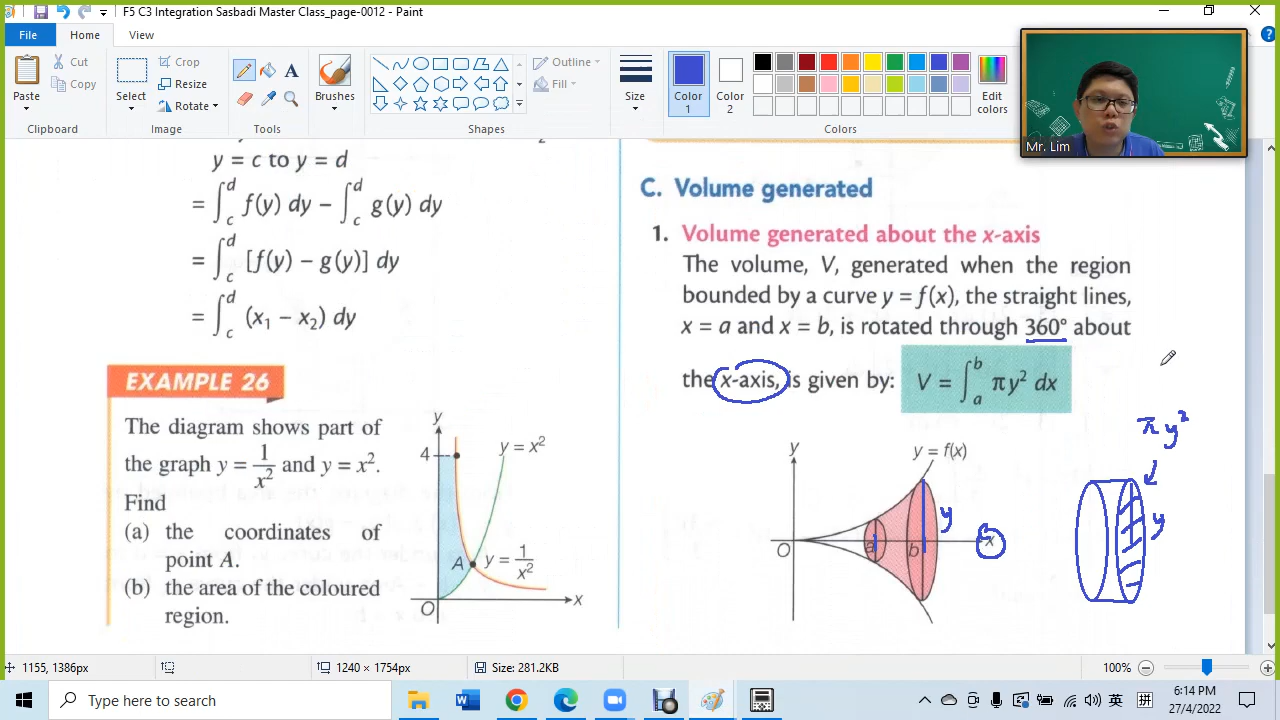 F5 C3 Integration Sasbadi Master Class_page-0012 - Paint
File
Home
View
Paste
Cut
Copy
Clipboard
Select
Crop
Resize
Rotate
Image
A
Tools
Brushes
Outline
Fill
Shapes
Size
Color 1
Color 2
Edit colors
Colors
Mr. Lim
y = c to y = d
= ∫_c^d f(y) dy − ∫_c^d g(y) dy
= ∫_c^d [f(y) − g(y)] dy
= ∫_c^d (x₁ − x₂) dy
EXAMPLE 26
The diagram shows part of
the graph y = 1/x² and y = x².
Find
(a) the coordinates of
point A.
(b) the area of the coloured
region.
y
4
y = x²
A
y = 1/x²
O
x
C. Volume generated
1. Volume generated about the x-axis
The volume, V, generated when the region
bounded by a curve y = f(x), the straight lines,
x = a and x = b, is rotated through 360° about
the x-axis, is given by: V = ∫_a^b πy² dx
y
y = f(x)
O
a
b
x
y
πy²
y
1155, 1386px
1240 × 1754px
Size: 281.2KB
100%
Type here to search
英
拼
6:14 PM
27/4/2022